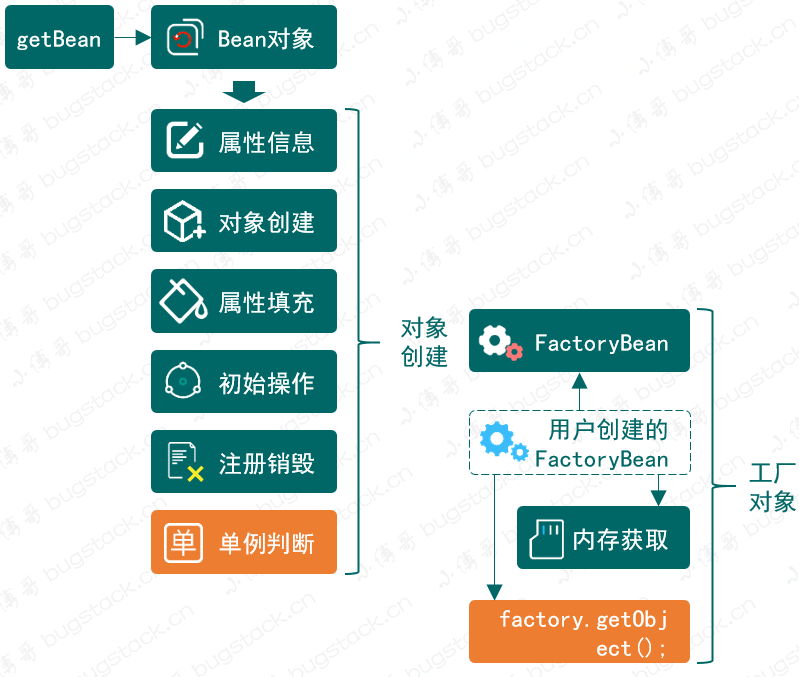 getBean
Bean对象
属性信息
对象创建
属性填充
初始操作
注册销毁
单
单例判断
对象
创建
FactoryBean
用户创建的
FactoryBean
内存获取
factory.getObj
ect();
工厂
对象
小傅哥 bugstack.cn